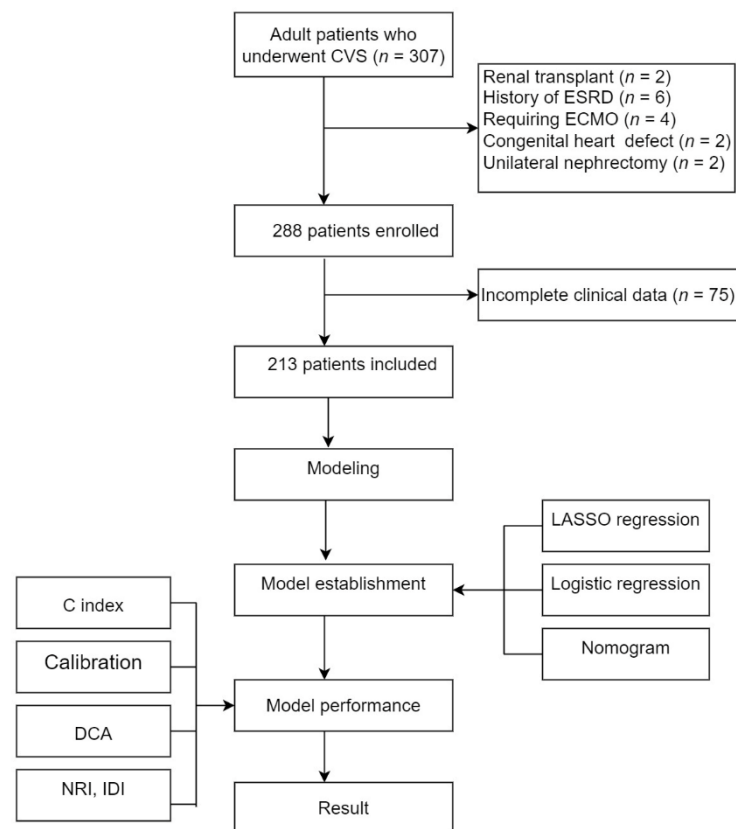 Adult patients who
underwent CVS (n = 307)
Renal transplant (n = 2)
History of ESRD (n = 6)
Requiring ECMO (n = 4)
Congenital heart defect (n = 2)
Unilateral nephrectomy (n = 2)
288 patients enrolled
Incomplete clinical data (n = 75)
213 patients included
Modeling
LASSO regression
Model establishment
Logistic regression
Nomogram
C index
Calibration
Model performance
DCA
NRI, IDI
Result